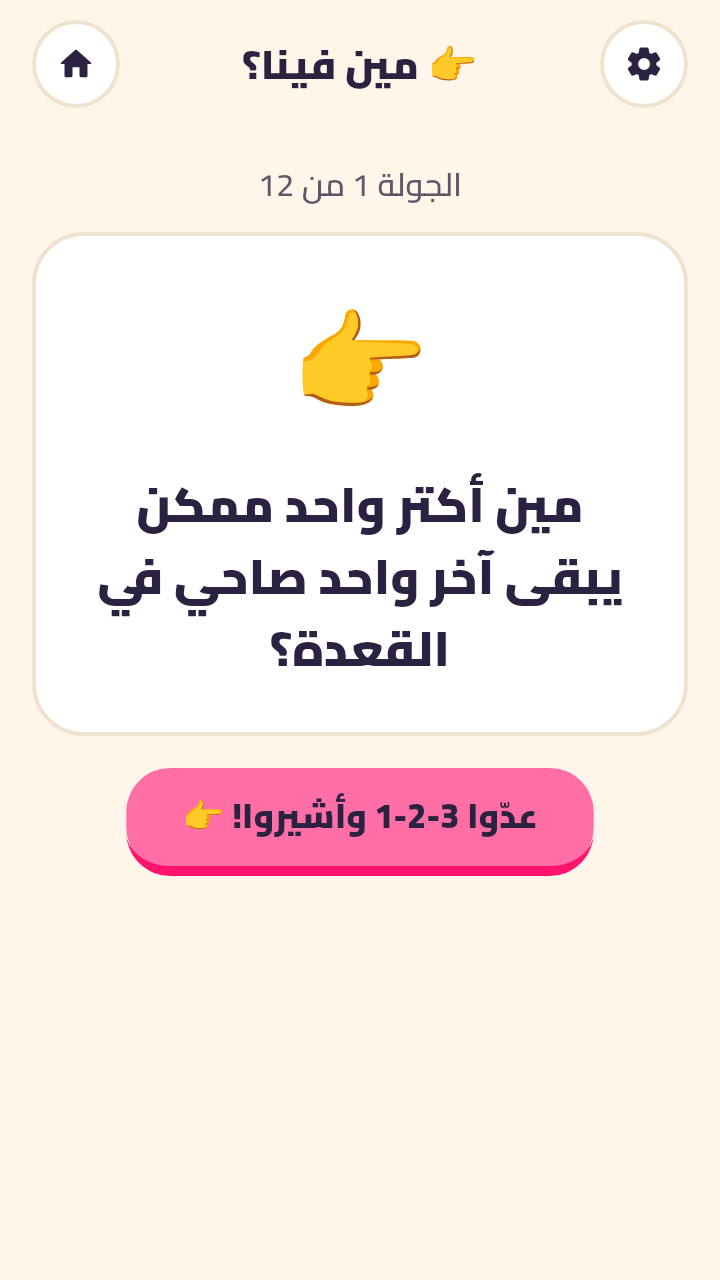 👉 مين فينا؟
الجولة 1 من 12
👉
مين أكتر واحد ممكن
يبقى آخر واحد صاحي في
القعدة؟
عدّوا 3-2-1 وأشيروا! 👉